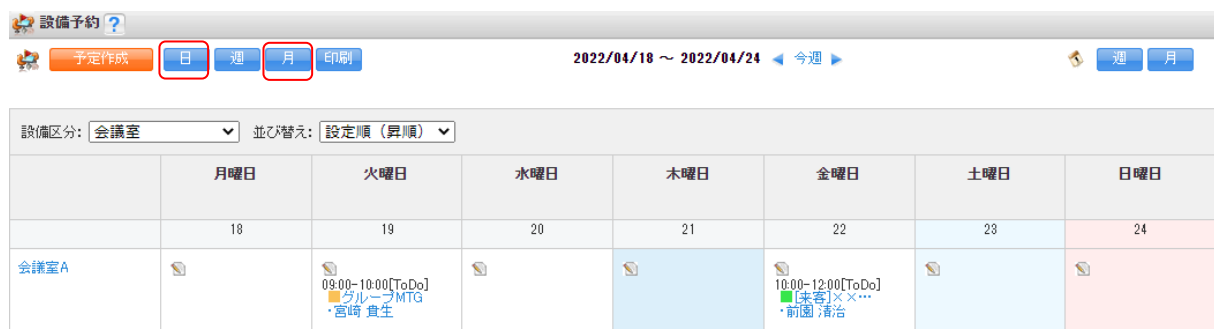 設備予約 ?
予定作成 日 週 月 印刷 2022/04/18 ～ 2022/04/24 今週 週 月
設備区分: 会議室 並び替え: 設定順（昇順）
月曜日 火曜日 水曜日 木曜日 金曜日 土曜日 日曜日
18 19 20 21 22 23 24
会議室A
09:00-10:00[ToDo]
グループMTG
・宮崎 貴生
10:00-12:00[ToDo]
[来客]××…
・前園 清治